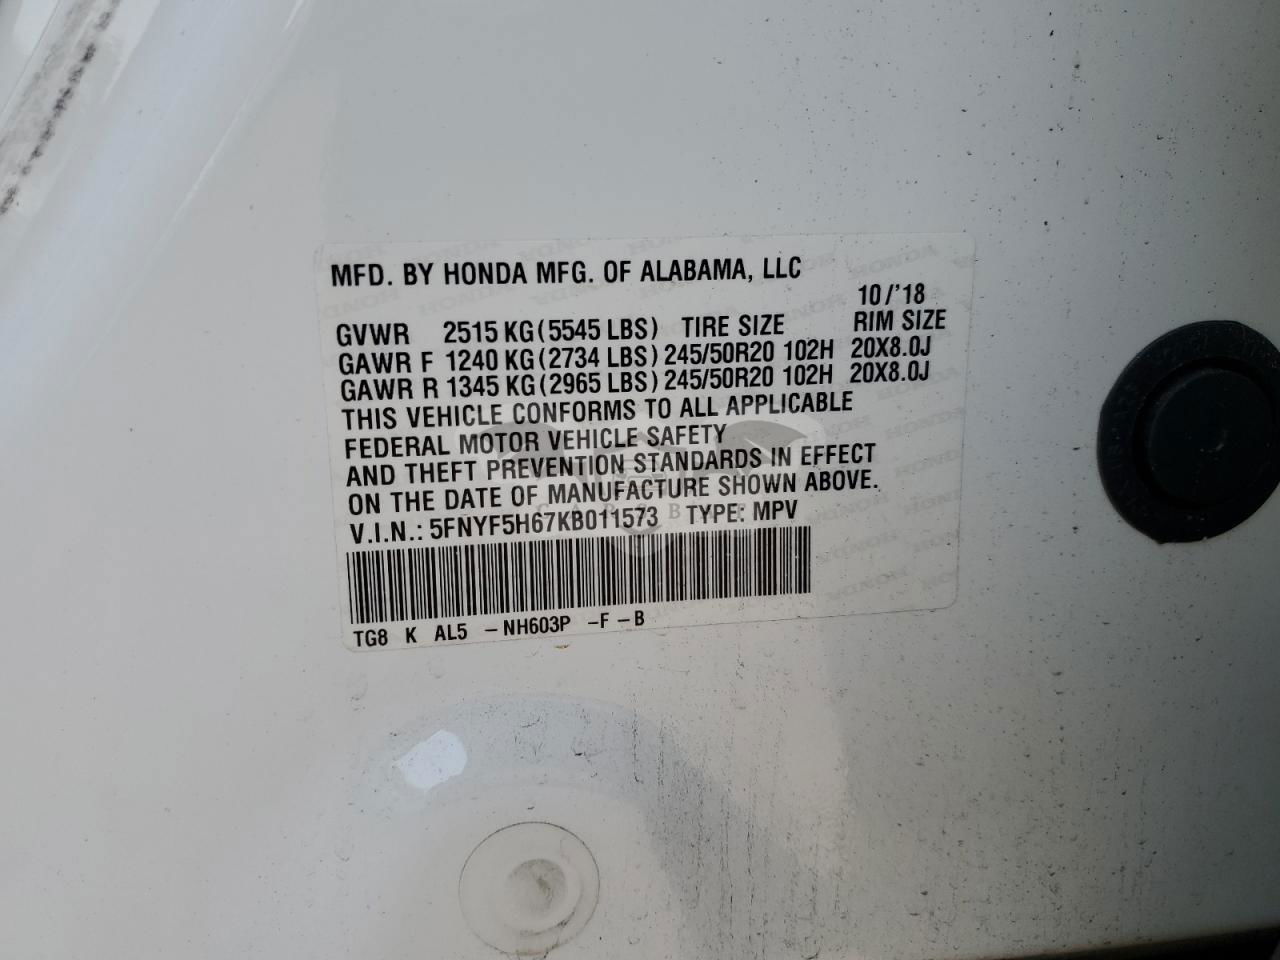 MFD. BY HONDA MFG. OF ALABAMA, LLC
10/'18
GVWR 2515 KG (5545 LBS) TIRE SIZE RIM SIZE
GAWR F 1240 KG (2734 LBS) 245/50R20 102H 20X8.0J
GAWR R 1345 KG (2965 LBS) 245/50R20 102H 20X8.0J
THIS VEHICLE CONFORMS TO ALL APPLICABLE
FEDERAL MOTOR VEHICLE SAFETY
AND THEFT PREVENTION STANDARDS IN EFFECT
ON THE DATE OF MANUFACTURE SHOWN ABOVE.
V.I.N.: 5FNYF5H67KB011573 TYPE: MPV
TG8 K AL5 -NH603P -F -B